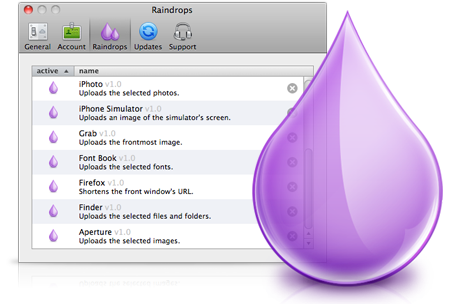 Raindrops
General Account Raindrops Updates Support
active name
iPhoto v1.0
Uploads the selected photos.
iPhone Simulator v1.0
Uploads an image of the simulator's screen.
Grab v1.0
Uploads the frontmost image.
Font Book v1.0
Uploads the selected fonts.
Firefox v1.0
Shortens the front window's URL.
Finder v1.0
Uploads the selected files and folders.
Aperture v1.0
Uploads the selected images.